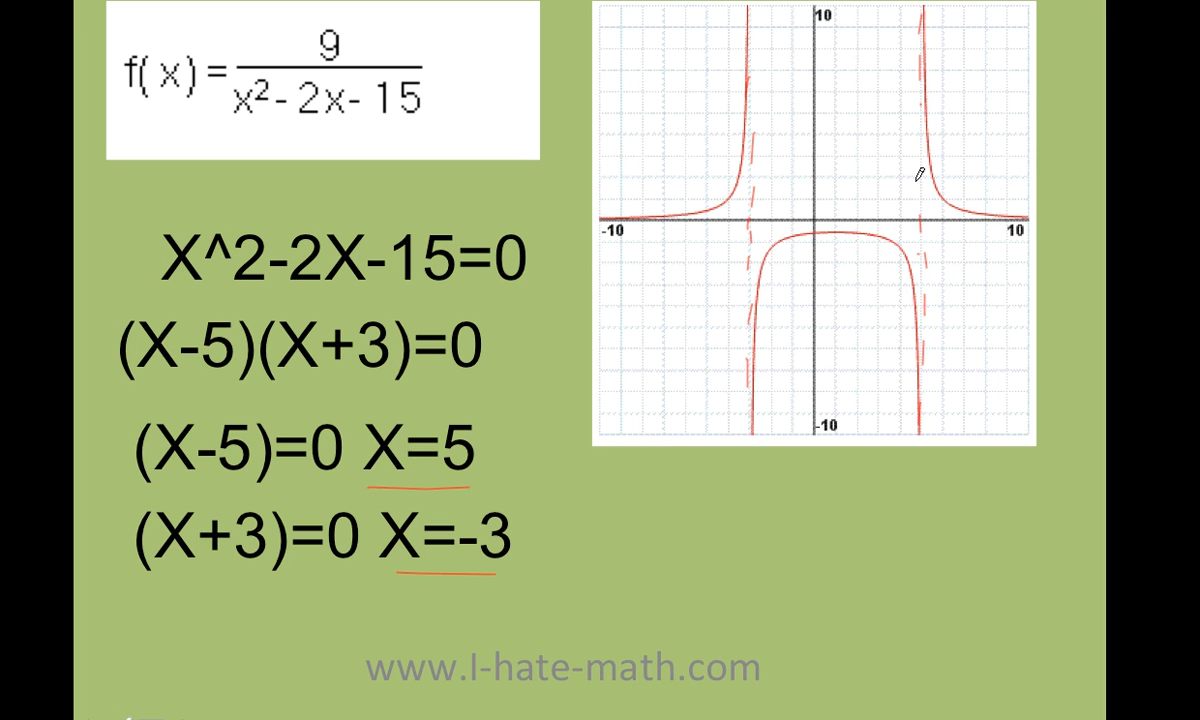 f(x)=9/(x²-2x-15)
10
-10
10
-10
X^2-2X-15=0
(X-5)(X+3)=0
(X-5)=0 X=5
(X+3)=0 X=-3
www.I-hate-math.com